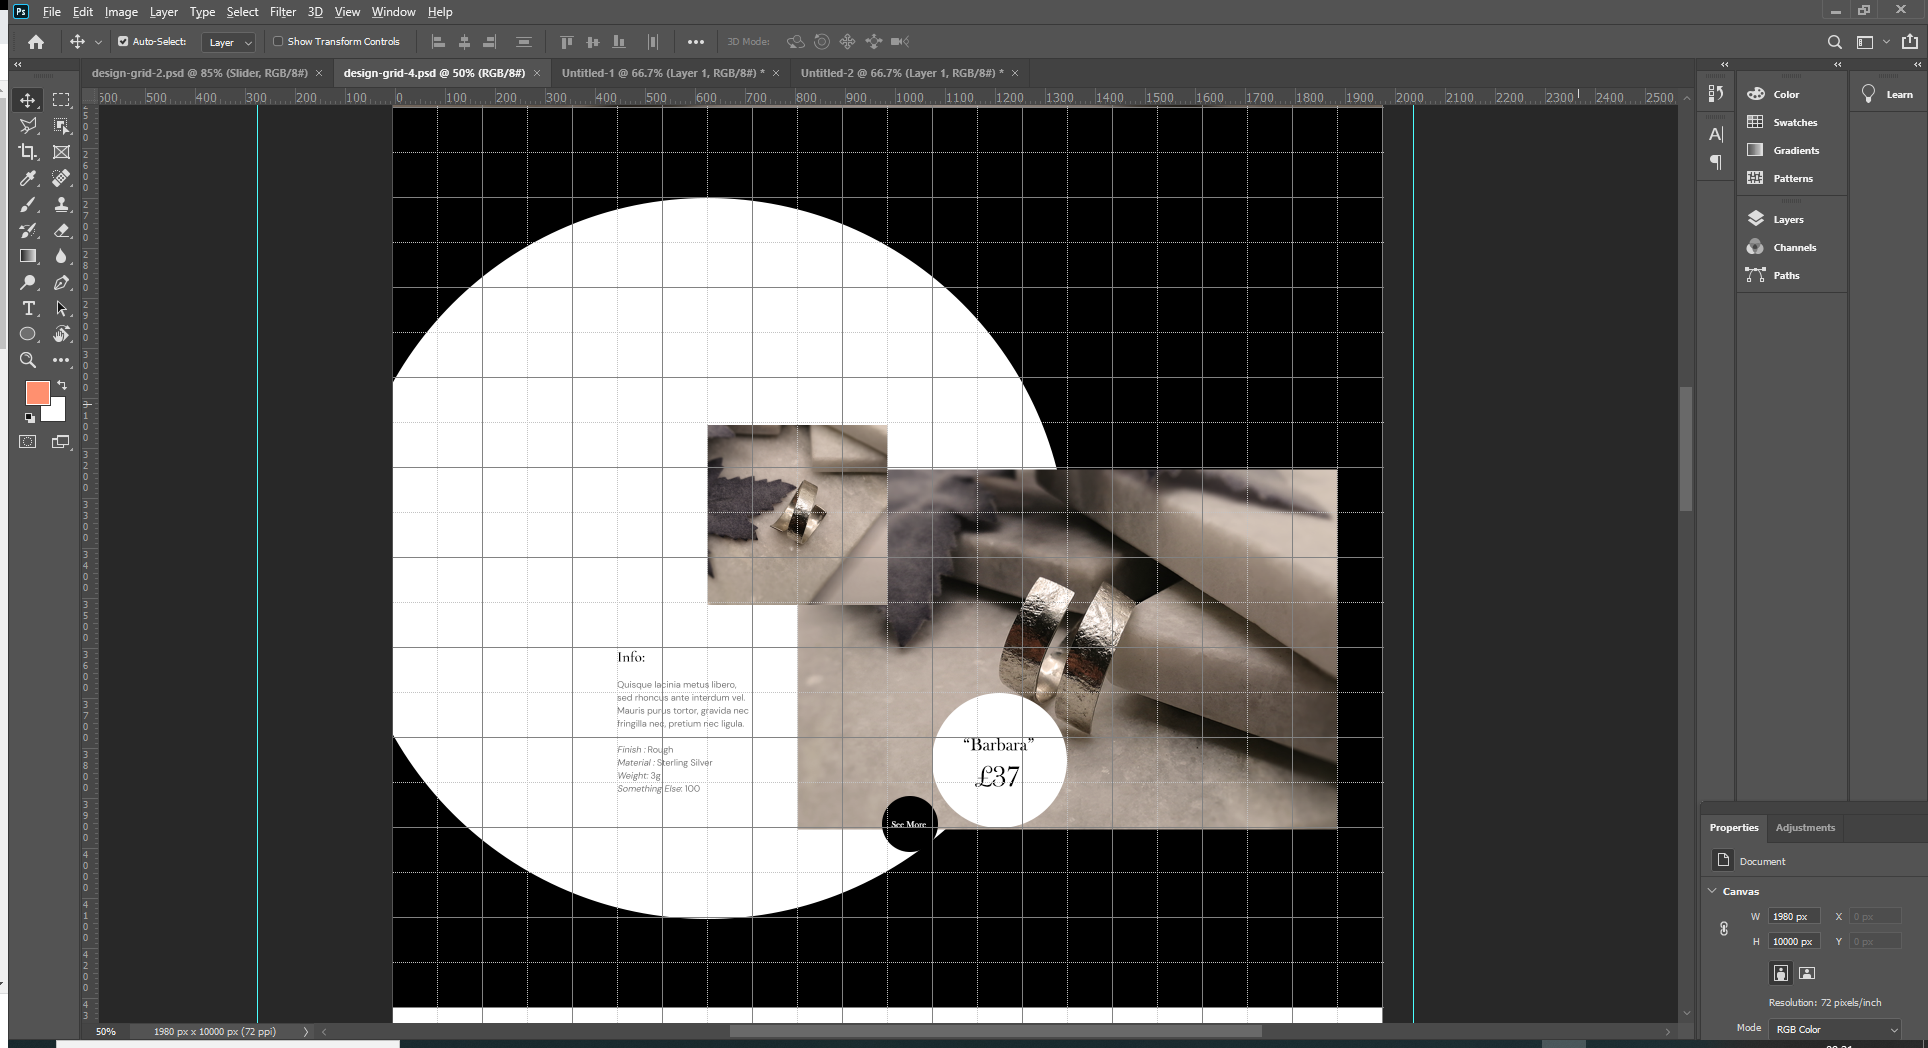 Ps File Edit Image Layer Type Select Filter 3D View Window Help
Auto-Select: Layer Show Transform Controls 3D Mode:
design-grid-2.psd @ 85% (Slider, RGB/8#) × design-grid-4.psd @ 50% (RGB/8#) × Untitled-1 @ 66.7% (Layer 1, RGB/8#) * × Untitled-2 @ 66.7% (Layer 1, RGB/8#) * ×
500 400 300 200 100 0 100 200 300 400 500 600 700 800 900 1000 1100 1200 1300 1400 1500 1600 1700 1800 1900 2000 2100 2200 2300 2400 2500
Color
Swatches
Gradients
Patterns
Layers
Channels
Paths
Learn
Info:
Quisque lacinia metus libero,
sed rhoncus ante interdum vel.
Mauris purus tortor, gravida nec
fringilla nec, pretium nec ligula.
Finish : Rough
Material : Sterling Silver
Weight: 3g
Something Else: 100
“Barbara”
£37
See More
Properties Adjustments
Document
Canvas
W 1980 px X 0 px
H 10000 px Y 0 px
Resolution: 72 pixels/inch
Mode RGB Color
50% 1980 px x 10000 px (72 ppi)